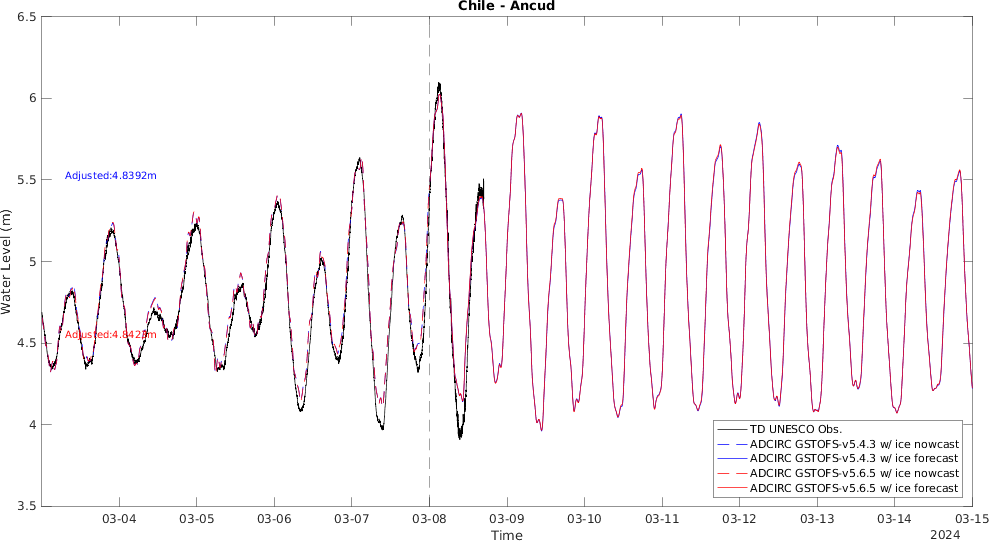 Chile - Ancud
6.5
6
5.5
5
4.5
4
3.5
Water Level (m)
Adjusted:4.8392m
Adjusted:4.8421m
TD UNESCO Obs.
ADCIRC GSTOFS-v5.4.3 w/ ice nowcast
ADCIRC GSTOFS-v5.4.3 w/ ice forecast
ADCIRC GSTOFS-v5.6.5 w/ ice nowcast
ADCIRC GSTOFS-v5.6.5 w/ ice forecast
03-04 03-05 03-06 03-07 03-08 03-09 03-10 03-11 03-12 03-13 03-14 03-15
Time
2024